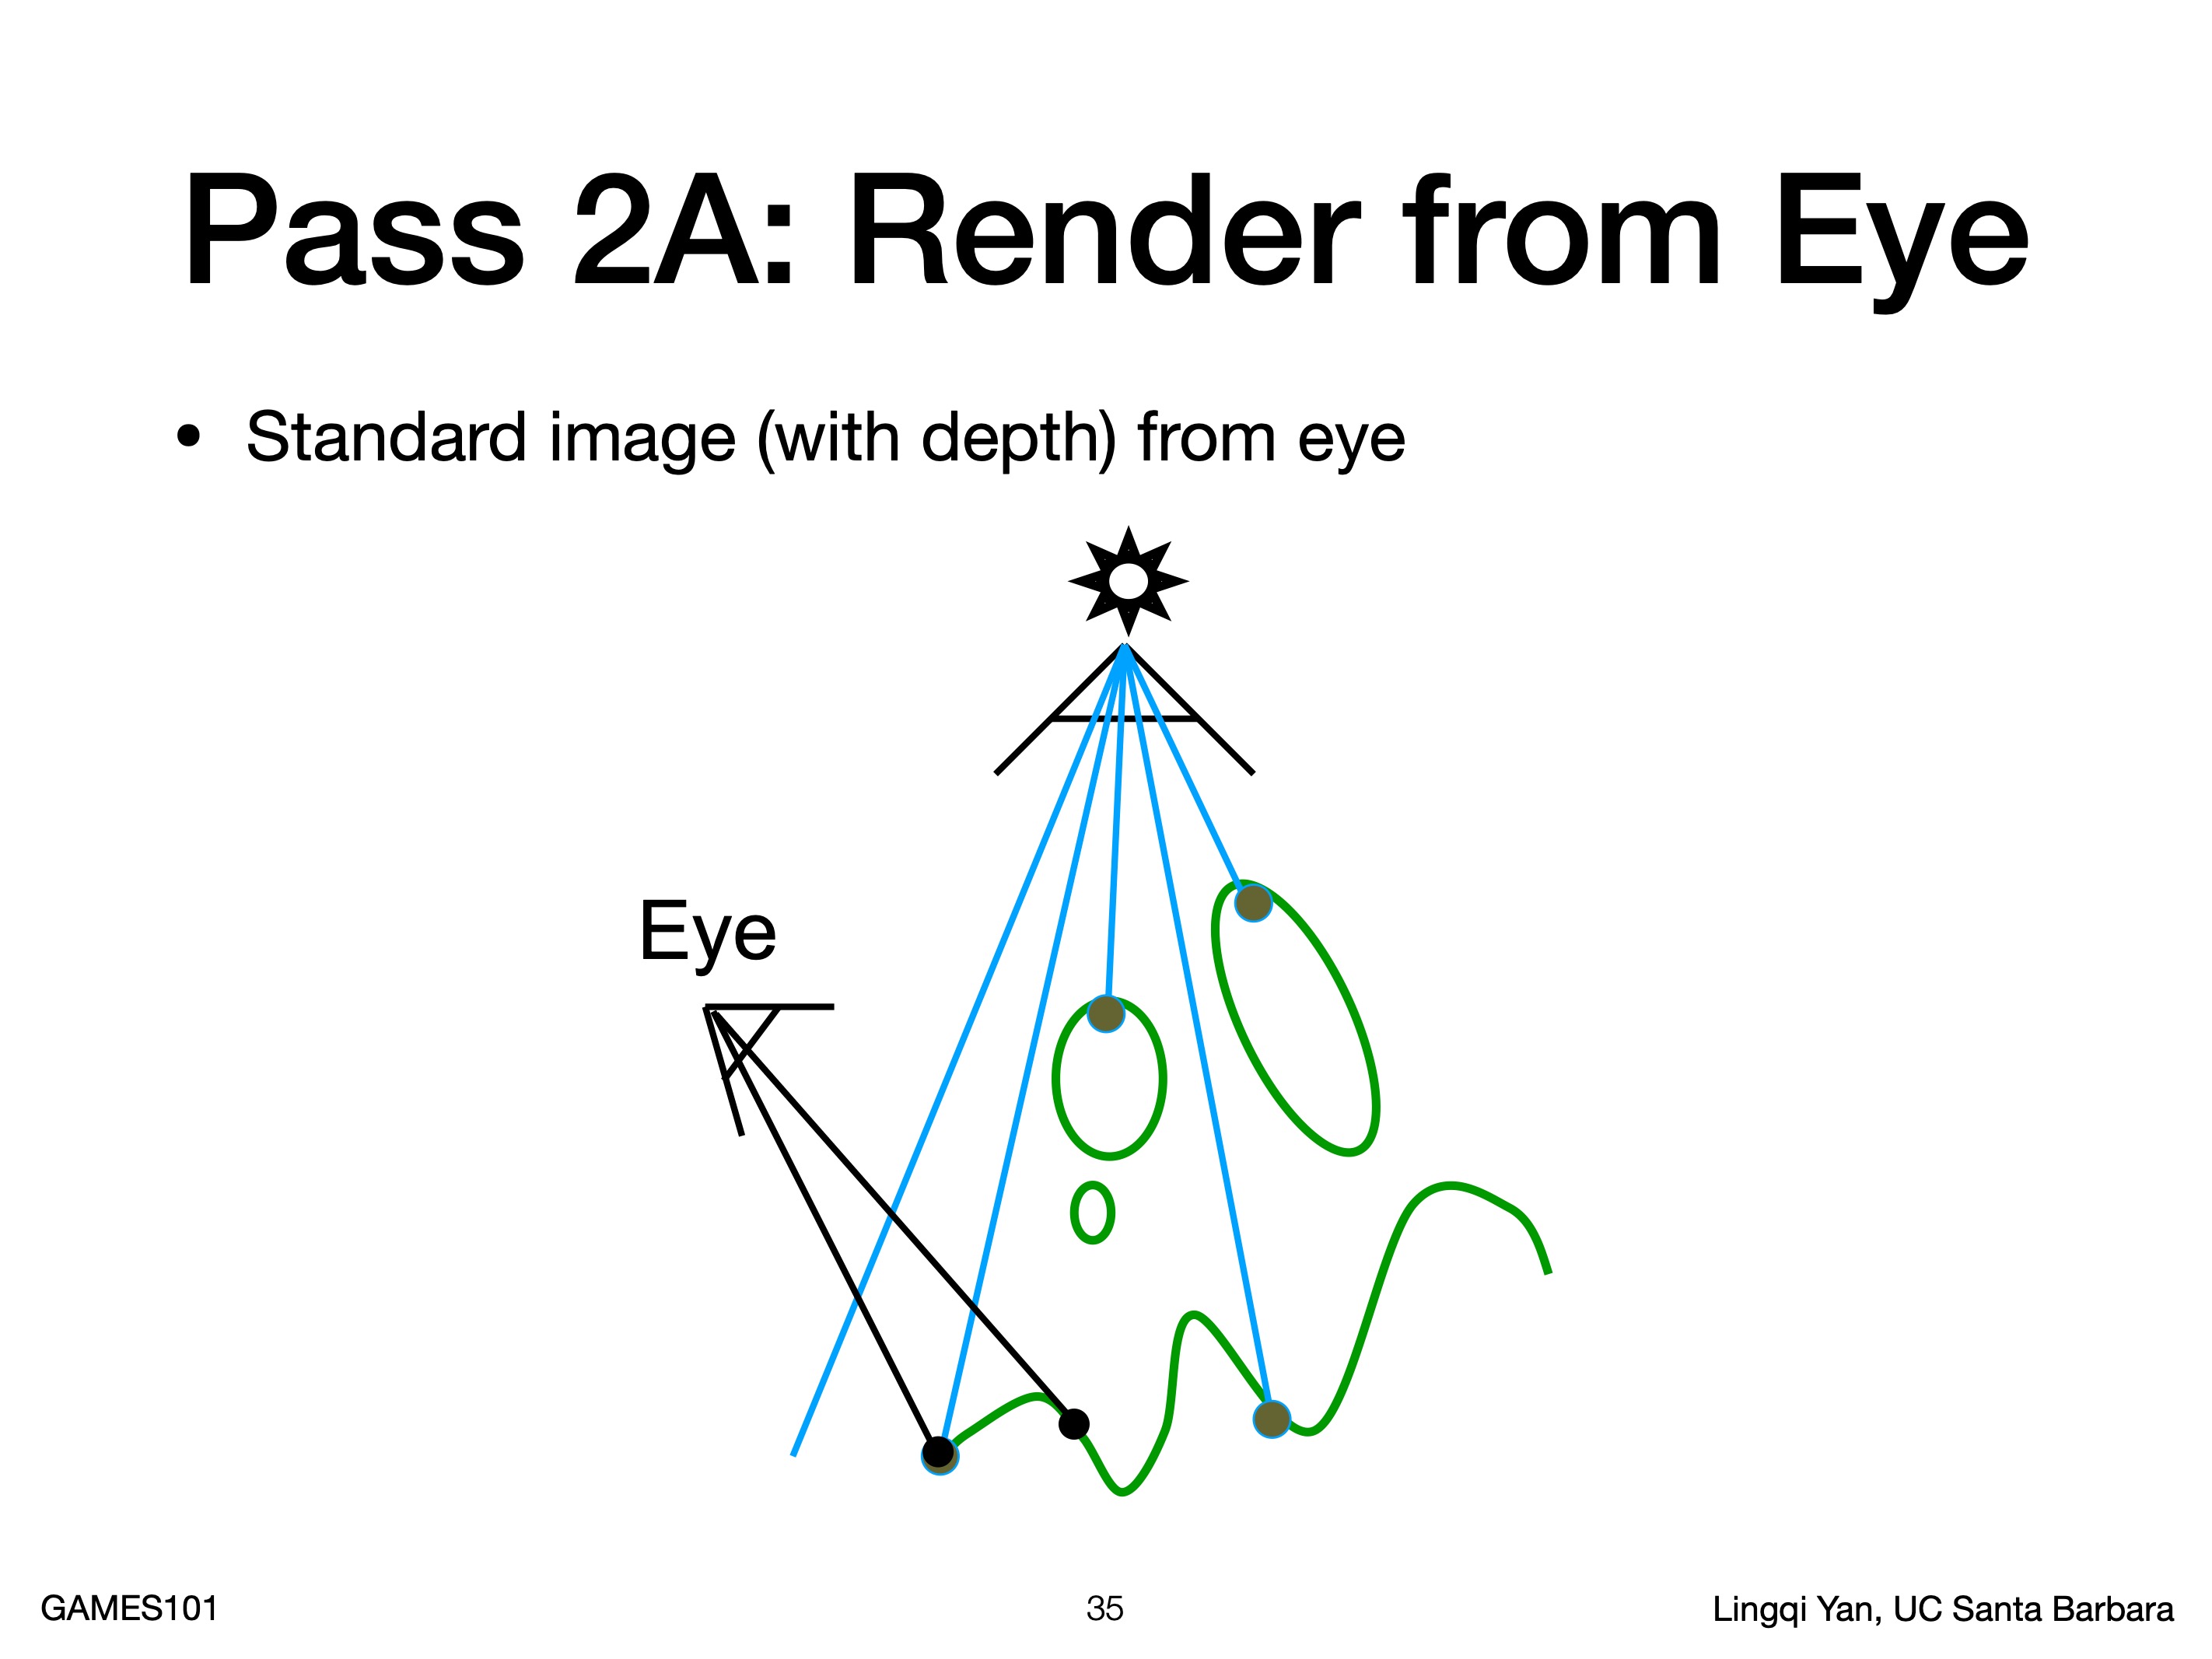 Pass 2A: Render from Eye
• Standard image (with depth) from eye
Eye
GAMES101
35
Lingqi Yan, UC Santa Barbara